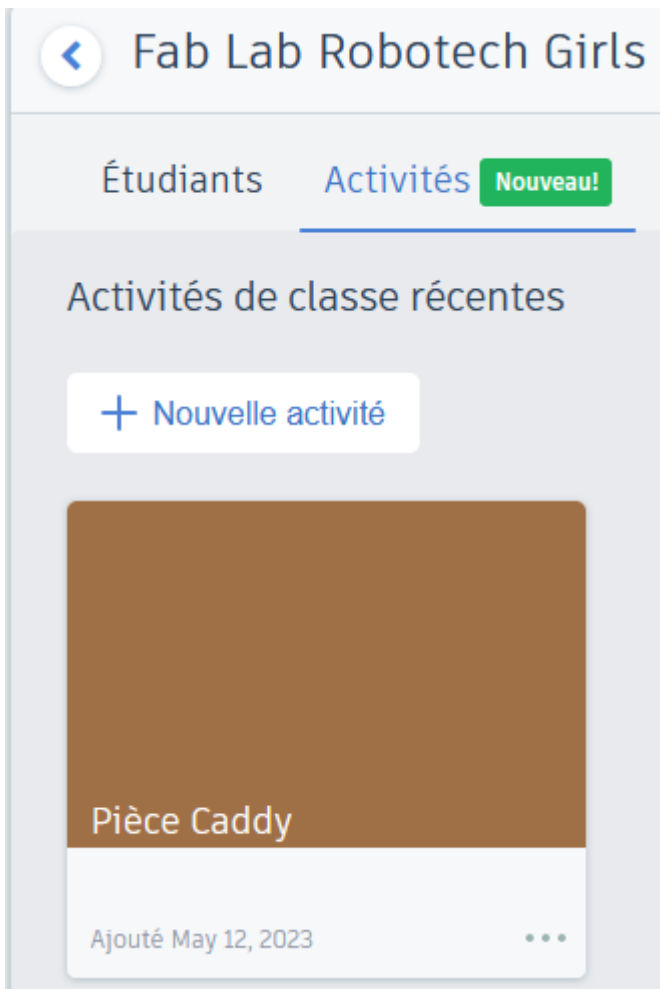 Fab Lab Robotech Girls
Étudiants Activités Nouveau!
Activités de classe récentes
+ Nouvelle activité
Pièce Caddy
Ajouté May 12, 2023